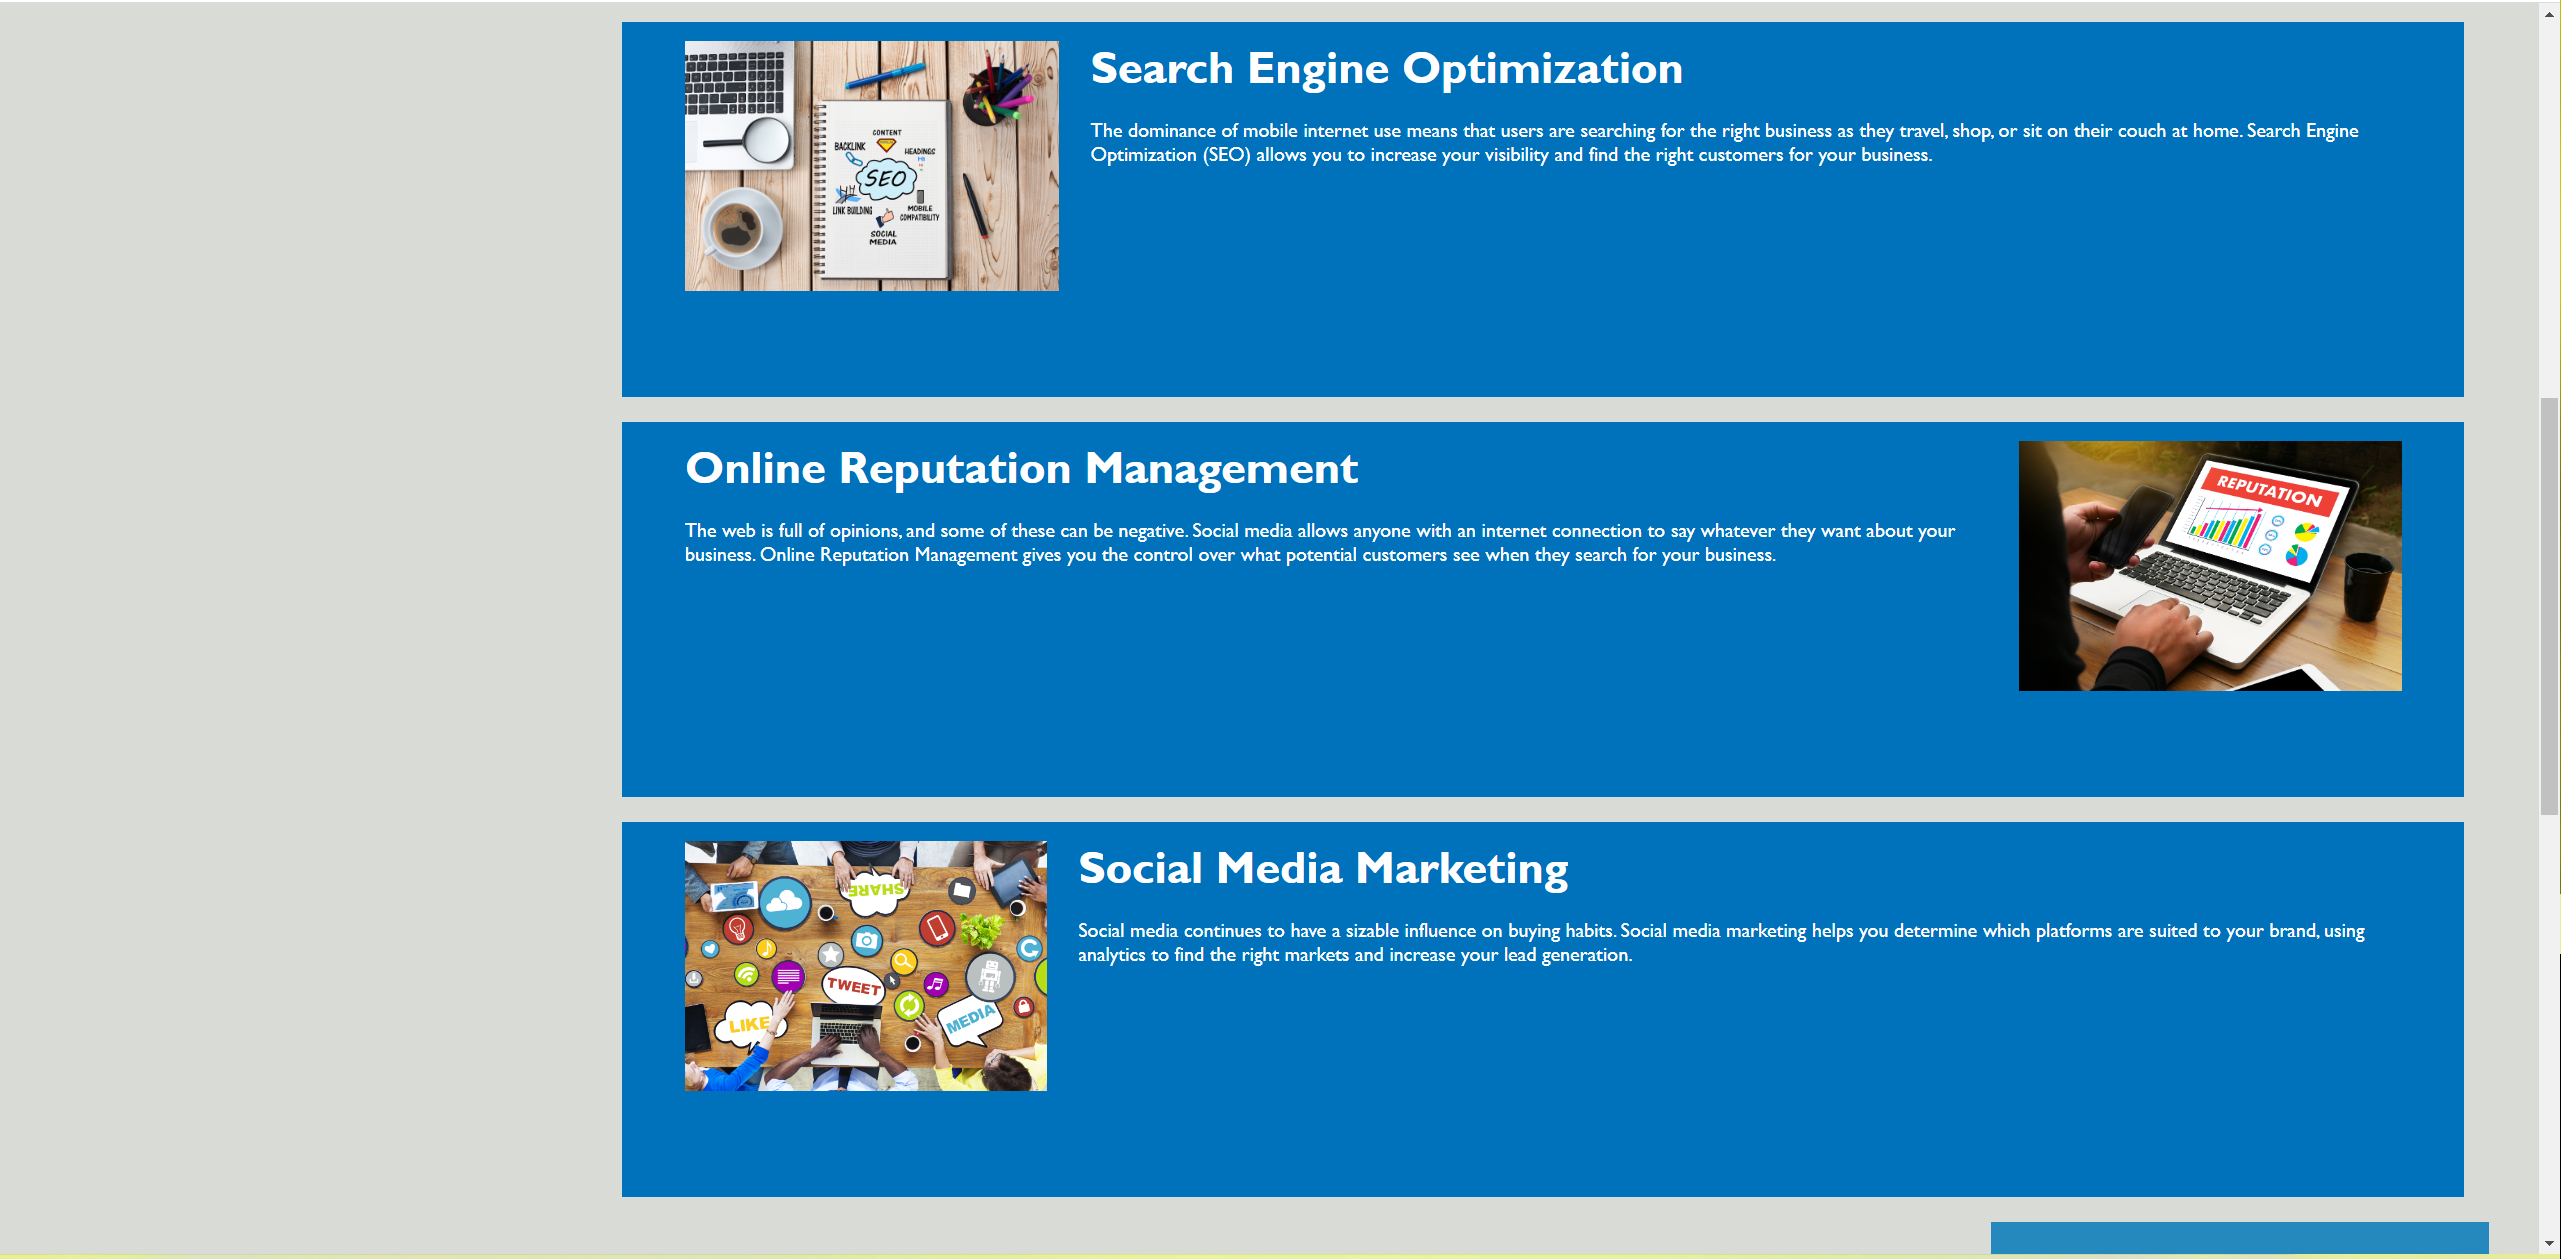 Search Engine Optimization
The dominance of mobile internet use means that users are searching for the right business as they travel, shop, or sit on their couch at home. Search Engine
Optimization (SEO) allows you to increase your visibility and find the right customers for your business.
CONTENT
BACKLINK
HEADINGS
SEO
LINK BUILDING
MOBILE
COMPATIBILITY
SOCIAL
MEDIA
Online Reputation Management
The web is full of opinions, and some of these can be negative. Social media allows anyone with an internet connection to say whatever they want about your
business. Online Reputation Management gives you the control over what potential customers see when they search for your business.
REPUTATION
Social Media Marketing
Social media continues to have a sizable influence on buying habits. Social media marketing helps you determine which platforms are suited to your brand, using
analytics to find the right markets and increase your lead generation.
SHARE
TWEET
LIKE
MEDIA